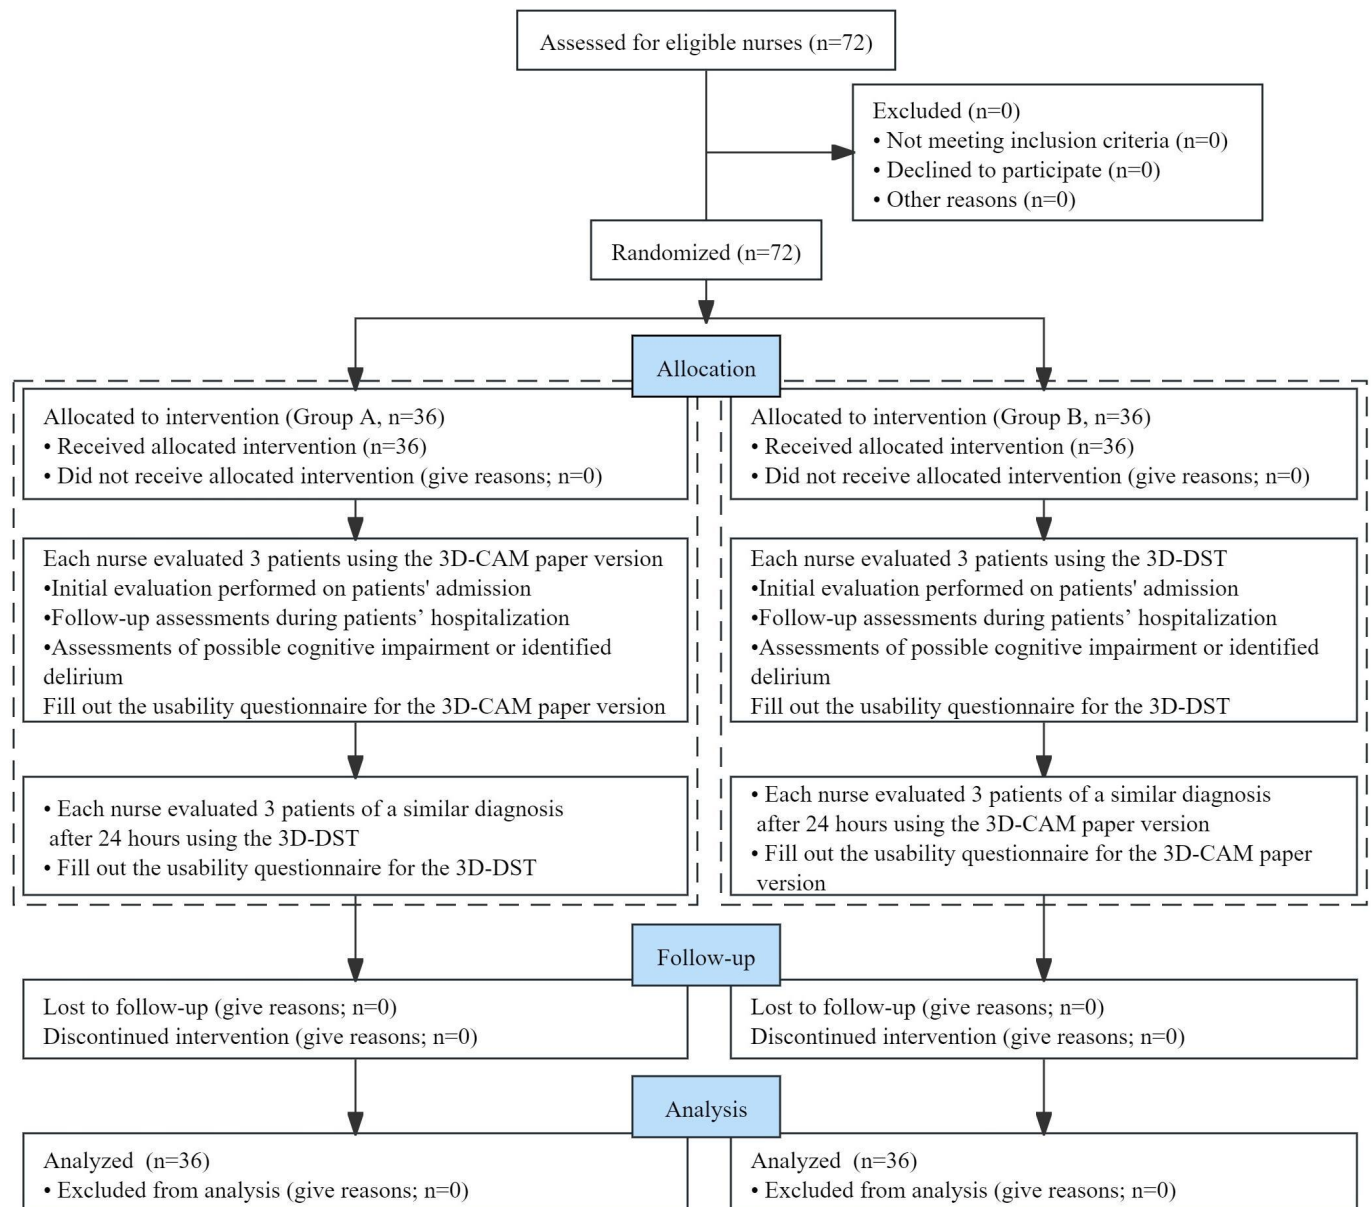 Assessed for eligible nurses (n=72)
Excluded (n=0)
• Not meeting inclusion criteria (n=0)
• Declined to participate (n=0)
• Other reasons (n=0)
Randomized (n=72)
Allocation
Allocated to intervention (Group A, n=36)
• Received allocated intervention (n=36)
• Did not receive allocated intervention (give reasons; n=0)
Each nurse evaluated 3 patients using the 3D-CAM paper version
•Initial evaluation performed on patients' admission
•Follow-up assessments during patients’ hospitalization
•Assessments of possible cognitive impairment or identified
delirium
Fill out the usability questionnaire for the 3D-CAM paper version
• Each nurse evaluated 3 patients of a similar diagnosis
after 24 hours using the 3D-DST
• Fill out the usability questionnaire for the 3D-DST
Allocated to intervention (Group B, n=36)
• Received allocated intervention (n=36)
• Did not receive allocated intervention (give reasons; n=0)
Each nurse evaluated 3 patients using the 3D-DST
•Initial evaluation performed on patients' admission
•Follow-up assessments during patients’ hospitalization
•Assessments of possible cognitive impairment or identified
delirium
Fill out the usability questionnaire for the 3D-DST
• Each nurse evaluated 3 patients of a similar diagnosis
after 24 hours using the 3D-CAM paper version
• Fill out the usability questionnaire for the 3D-CAM paper
version
Follow-up
Lost to follow-up (give reasons; n=0)
Discontinued intervention (give reasons; n=0)
Lost to follow-up (give reasons; n=0)
Discontinued intervention (give reasons; n=0)
Analysis
Analyzed  (n=36)
• Excluded from analysis (give reasons; n=0)
Analyzed  (n=36)
• Excluded from analysis (give reasons; n=0)